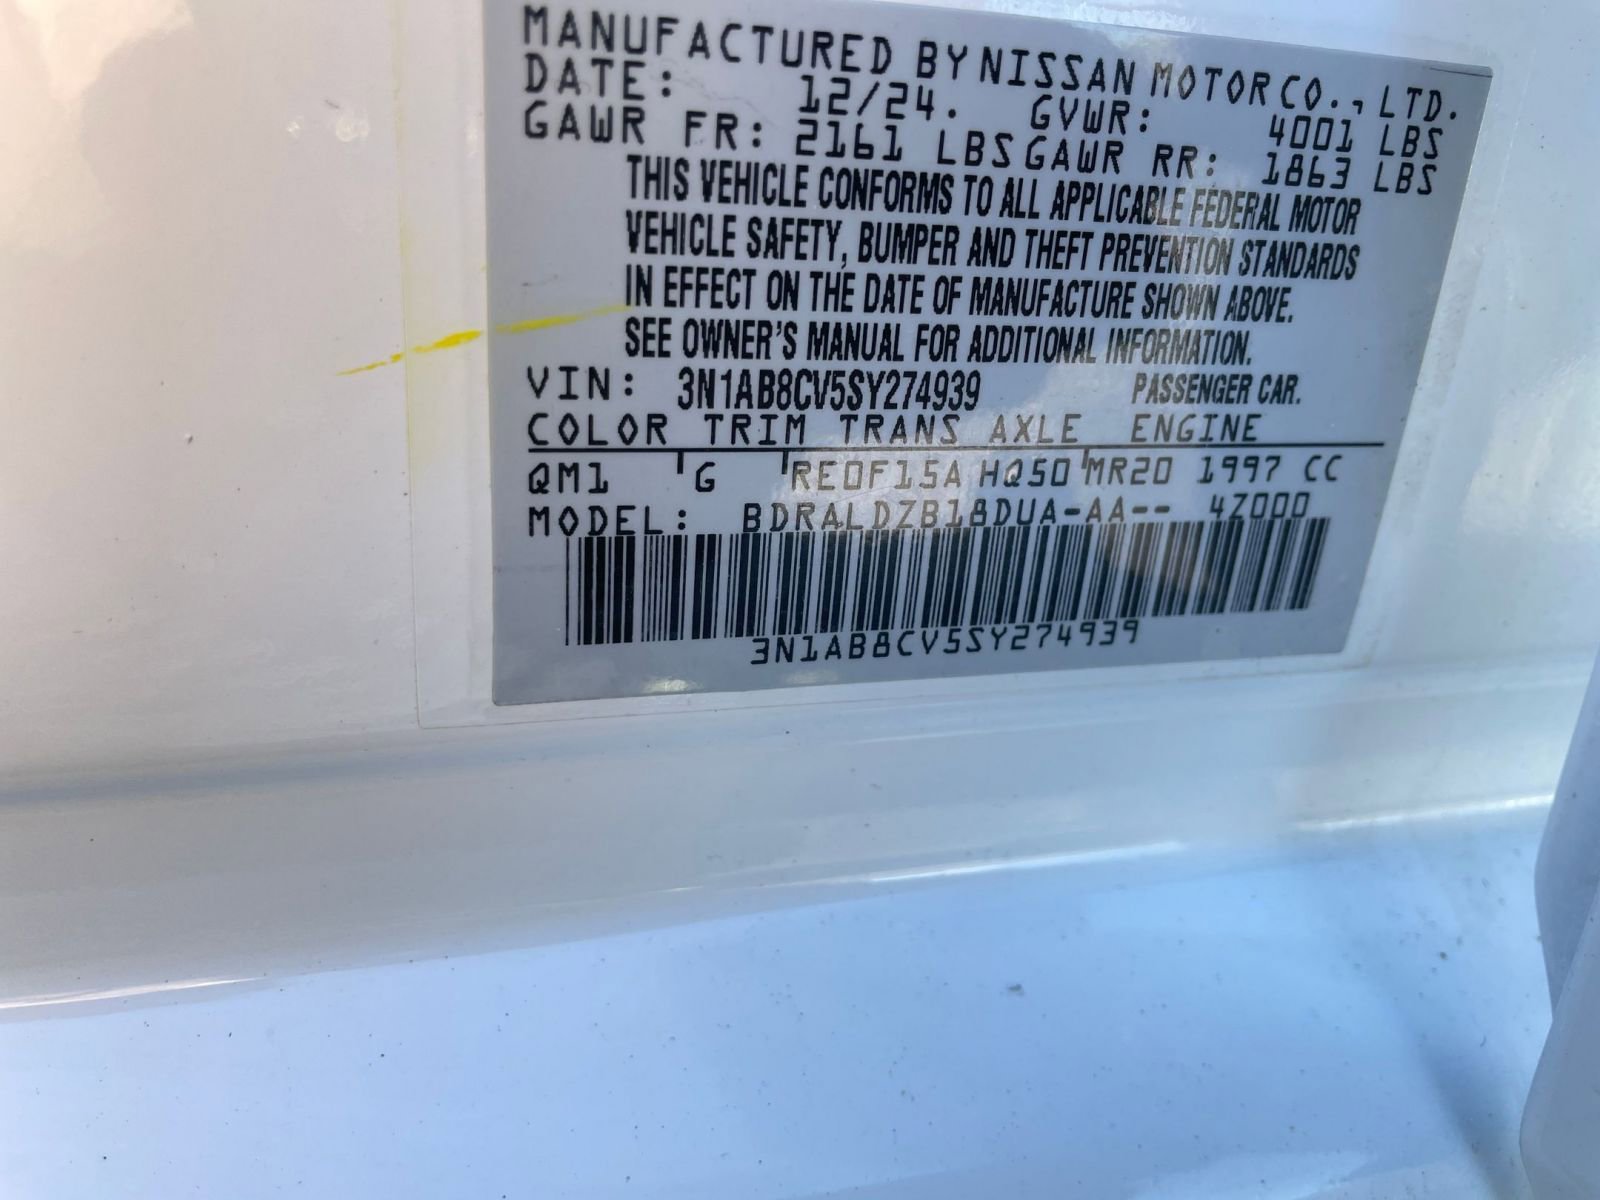 MANUFACTURED BY NISSAN MOTOR CO., LTD.
DATE: 12/24. GVWR: 4001 LBS
GAWR FR: 2161 LBS GAWR RR: 1863 LBS
THIS VEHICLE CONFORMS TO ALL APPLICABLE FEDERAL MOTOR
VEHICLE SAFETY, BUMPER AND THEFT PREVENTION STANDARDS
IN EFFECT ON THE DATE OF MANUFACTURE SHOWN ABOVE.
SEE OWNER'S MANUAL FOR ADDITIONAL INFORMATION.
VIN: 3N1AB8CV5SY274939 PASSENGER CAR.
COLOR TRIM TRANS AXLE ENGINE
QM1 G RE0F15A HQ50 MR20 1997 CC
MODEL: BDRALDZB18DUA-AA-- 4Z000
3N1AB8CV5SY274939